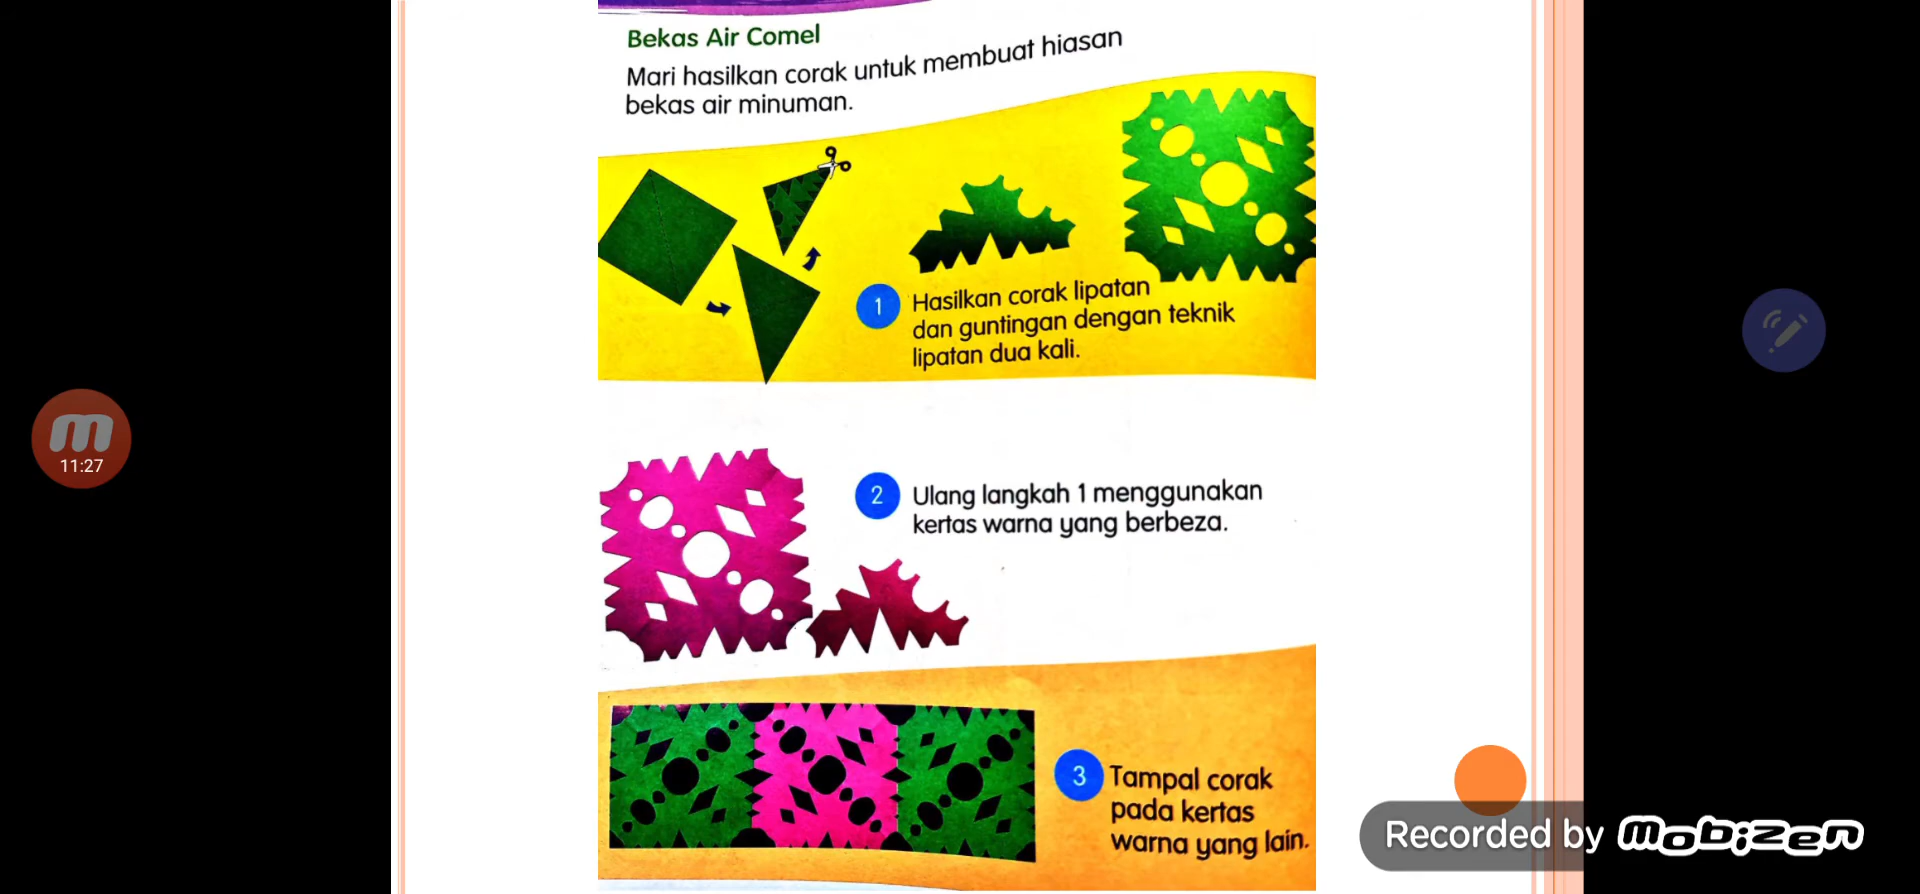 Bekas Air Comel
Mari hasilkan corak untuk membuat hiasan
bekas air minuman.
1 Hasilkan corak lipatan
dan guntingan dengan teknik
lipatan dua kali.
2 Ulang langkah 1 menggunakan
kertas warna yang berbeza.
3 Tampal corak
pada kertas
warna yang lain.
11:27
Recorded by mobizen